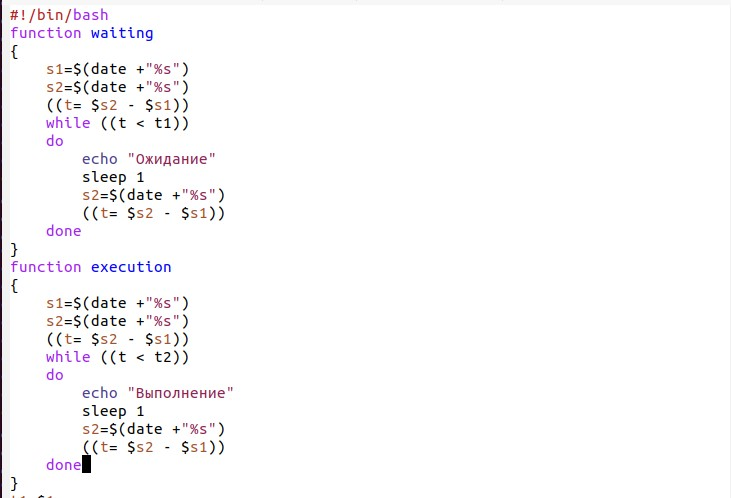 #!/bin/bash
function waiting
{
    s1=$(date +"%s")
    s2=$(date +"%s")
    ((t= $s2 - $s1))
    while ((t < t1))
    do
        echo "Ожидание"
        sleep 1
        s2=$(date +"%s")
        ((t= $s2 - $s1))
    done
}
function execution
{
    s1=$(date +"%s")
    s2=$(date +"%s")
    ((t= $s2 - $s1))
    while ((t < t2))
    do
        echo "Выполнение"
        sleep 1
        s2=$(date +"%s")
        ((t= $s2 - $s1))
    done
}